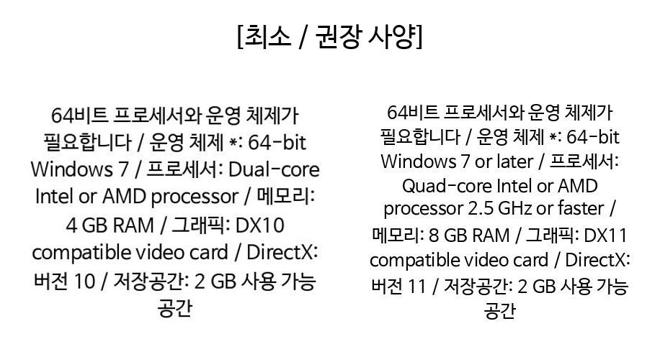 [최소 / 권장 사양]
64비트 프로세서와 운영 체제가
필요합니다 / 운영 체제 *: 64-bit
Windows 7 / 프로세서: Dual-core
Intel or AMD processor / 메모리:
4 GB RAM / 그래픽: DX10
compatible video card / DirectX:
버전 10 / 저장공간: 2 GB 사용 가능
공간
64비트 프로세서와 운영 체제가
필요합니다 / 운영 체제 *: 64-bit
Windows 7 or later / 프로세서:
Quad-core Intel or AMD
processor 2.5 GHz or faster /
메모리: 8 GB RAM / 그래픽: DX11
compatible video card / DirectX:
버전 11 / 저장공간: 2 GB 사용 가능
공간